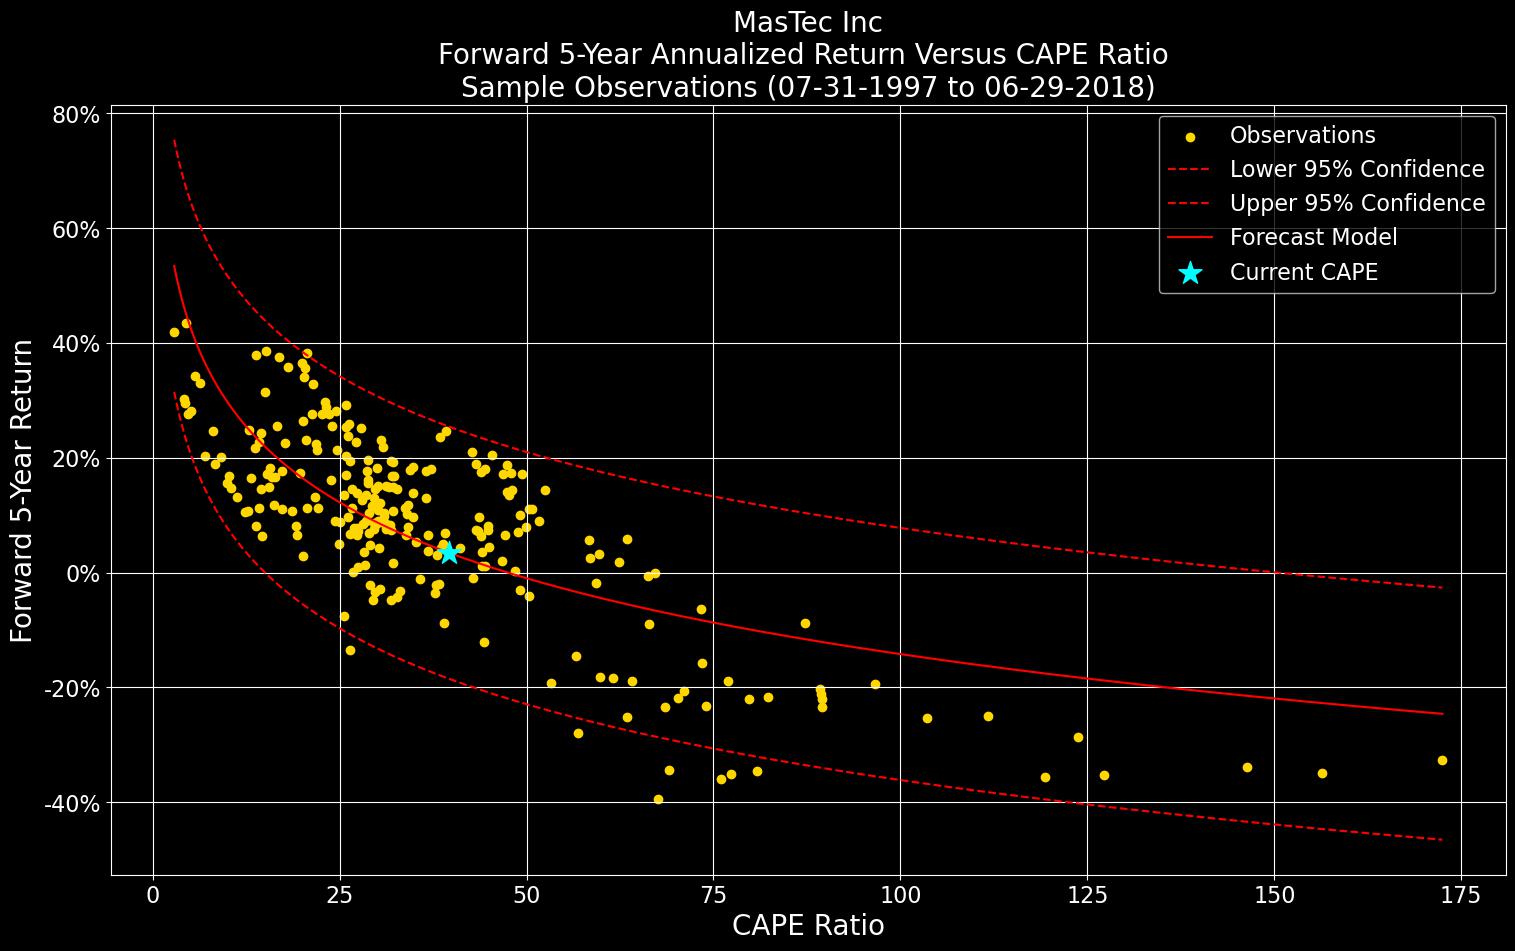 MasTec Inc
Forward 5-Year Annualized Return Versus CAPE Ratio
Sample Observations (07-31-1997 to 06-29-2018)
80%
60%
40%
20%
0%
-20%
-40%
Forward 5-Year Return
Observations
Lower 95% Confidence
Upper 95% Confidence
Forecast Model
Current CAPE
0 25 50 75 100 125 150 175
CAPE Ratio